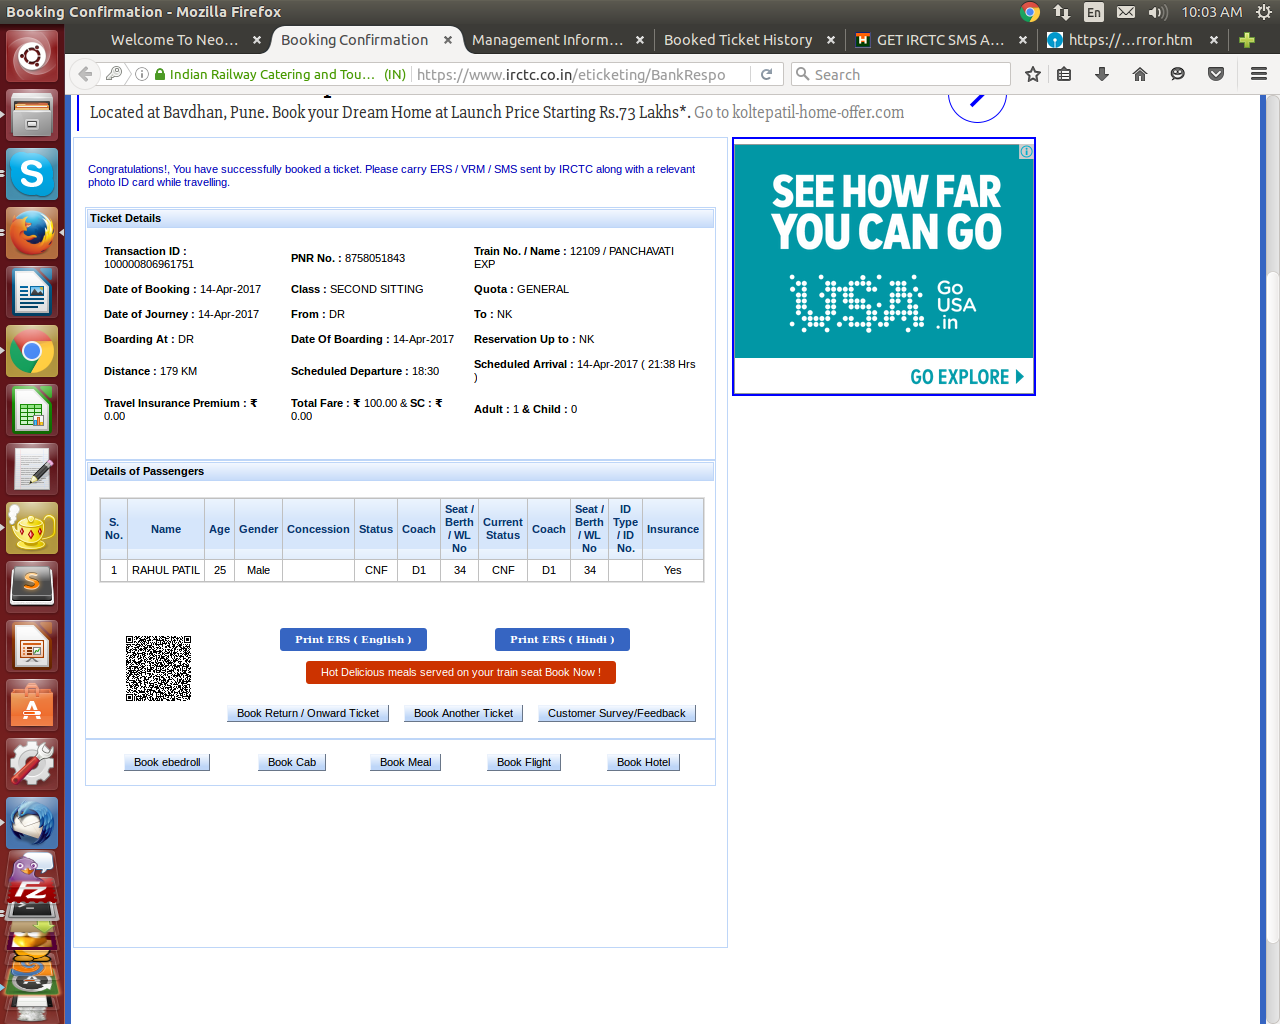 Booking Confirmation - Mozilla Firefox
En
10:03 AM
Welcome To Neo...
Booking Confirmation
Management Inform...
Booked Ticket History
GET IRCTC SMS A...
https://...rror.htm
Indian Railway Catering and Tou... (IN)
https://www.irctc.co.in/eticketing/BankRespo
Search
Located at Bavdhan, Pune. Book your Dream Home at Launch Price Starting Rs.73 Lakhs*. Go to koltepatil-home-offer.com
Congratulations!, You have successfully booked a ticket. Please carry ERS / VRM / SMS sent by IRCTC along with a relevant
photo ID card while travelling.
Ticket Details
Transaction ID :
100000806961751
PNR No. : 8758051843
Train No. / Name : 12109 / PANCHAVATI
EXP
Date of Booking : 14-Apr-2017
Class : SECOND SITTING
Quota : GENERAL
Date of Journey : 14-Apr-2017
From : DR
To : NK
Boarding At : DR
Date Of Boarding : 14-Apr-2017
Reservation Up to : NK
Distance : 179 KM
Scheduled Departure : 18:30
Scheduled Arrival : 14-Apr-2017 ( 21:38 Hrs
)
Travel Insurance Premium : ₹
0.00
Total Fare : ₹ 100.00 & SC : ₹
0.00
Adult : 1 & Child : 0
Details of Passengers
S. No. Name Age Gender Concession Status Coach Seat / Berth / WL No Current Status Coach Seat / Berth / WL No ID Type / ID No. Insurance
1 RAHUL PATIL 25 Male CNF D1 34 CNF D1 34 Yes
Print ERS ( English )
Print ERS ( Hindi )
Hot Delicious meals served on your train seat Book Now !
Book Return / Onward Ticket
Book Another Ticket
Customer Survey/Feedback
Book ebedroll
Book Cab
Book Meal
Book Flight
Book Hotel
SEE HOW FAR
YOU CAN GO
USA
Go
USA
.in
GO EXPLORE